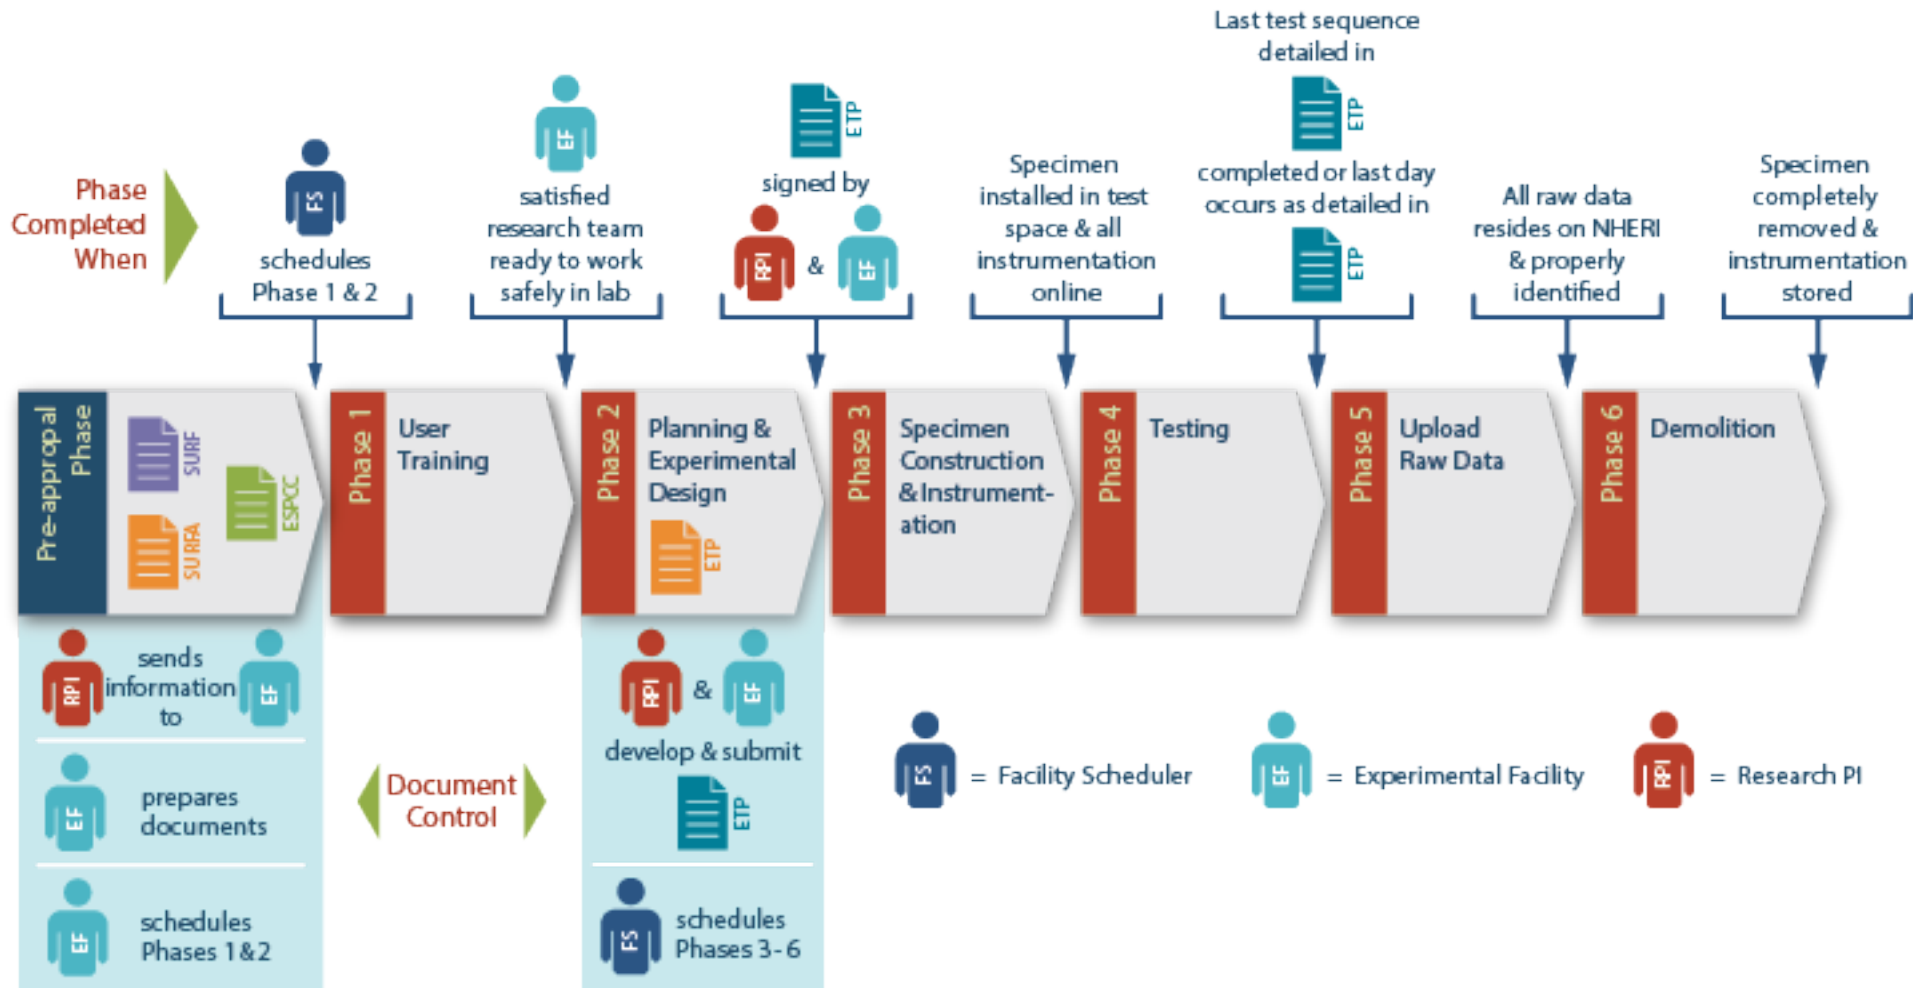 Phase
Completed
When
FS
schedules
Phase 1 & 2
EF
satisfied
research team
ready to work
safely in lab
ETP
signed by
RPI
&
EF
Specimen
installed in test
space & all
instrumentation
online
Last test sequence
detailed in
ETP
completed or last day
occurs as detailed in
ETP
All raw data
resides on NHERI
& properly
identified
Specimen
completely
removed &
instrumentation
stored
Pre-appropal
Phase
SURF
SURFA
ESPCC
Phase 1
User
Training
Phase 2
Planning &
Experimental
Design
ETP
Phase 3
Specimen
Construction
& Instrument-
ation
Phase 4
Testing
Phase 5
Upload
Raw Data
Phase 6
Demolition
RPI
sends
information
to
EF
EF
prepares
documents
EF
schedules
Phases 1 & 2
Document
Control
RPI
&
EF
develop & submit
ETP
FS
schedules
Phases 3 - 6
FS
= Facility Scheduler
EF
= Experimental Facility
RPI
= Research PI